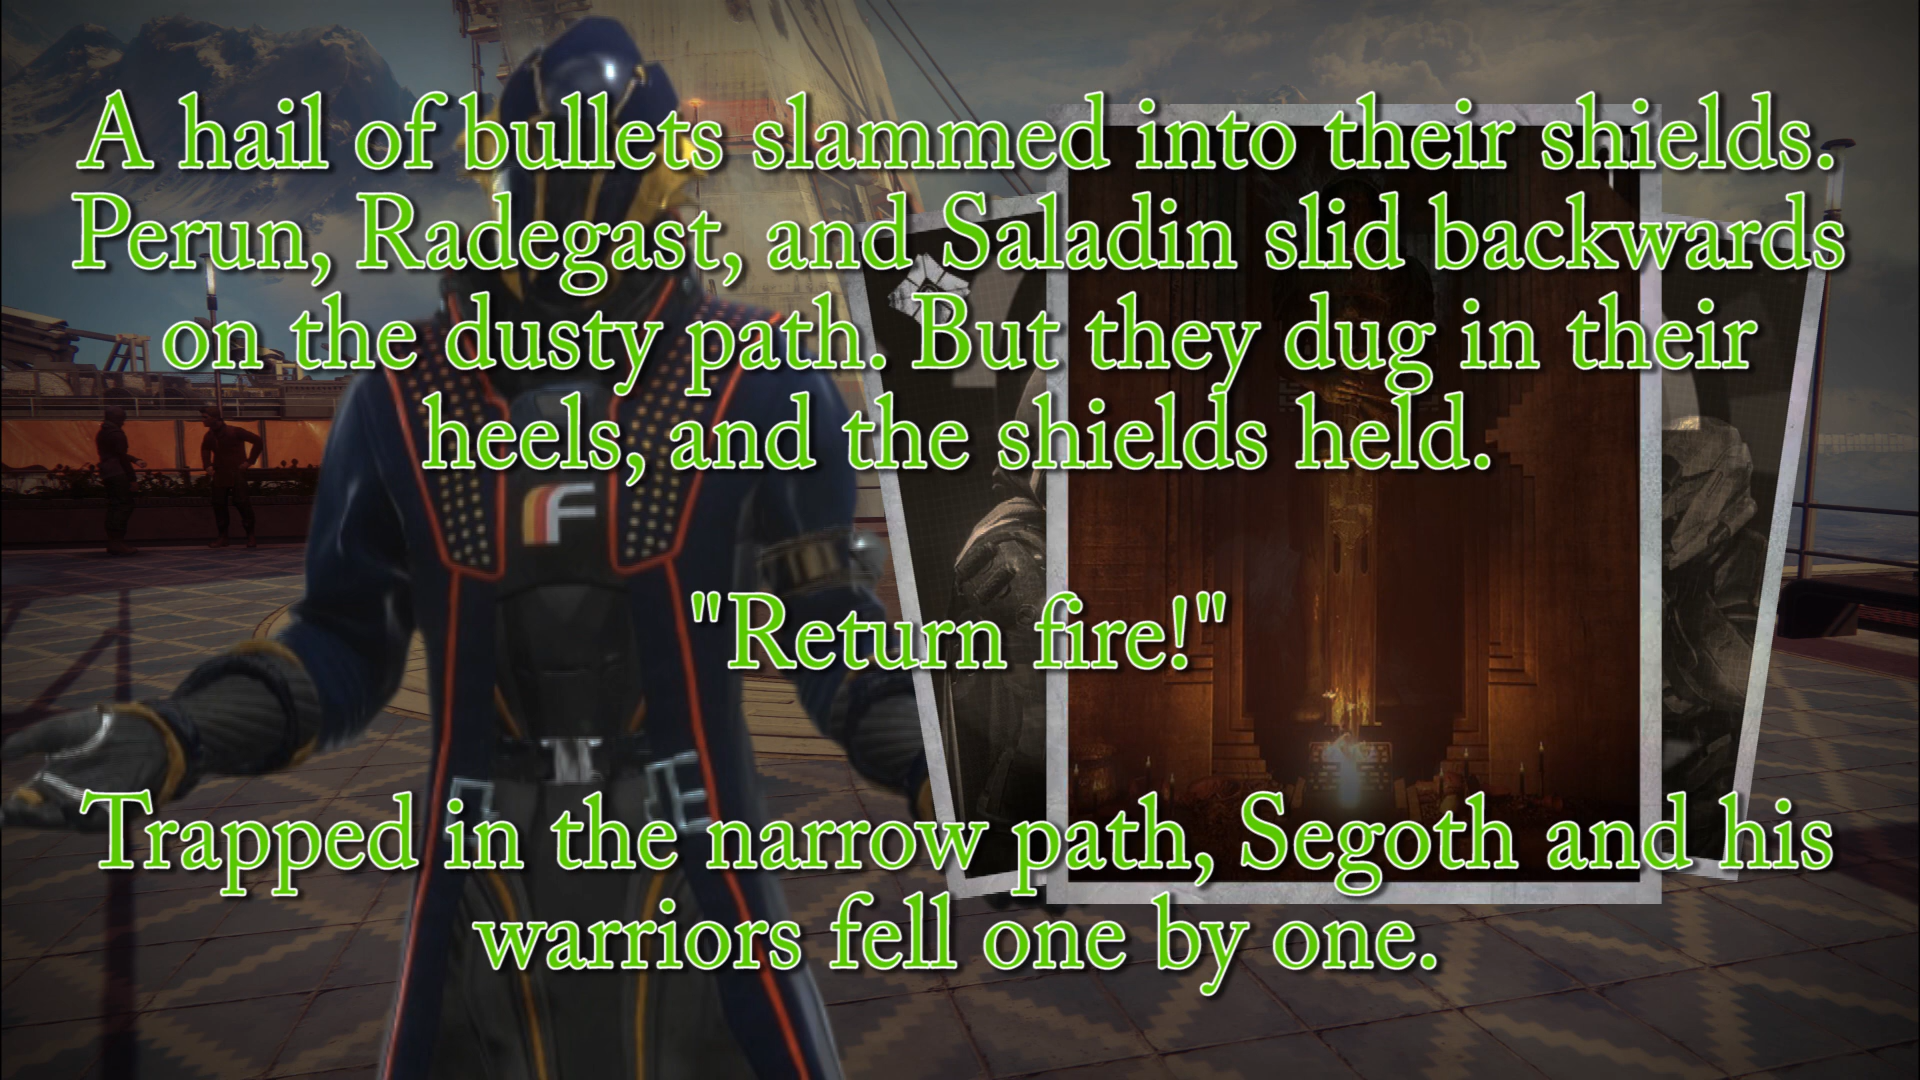 A hail of bullets slammed into their shields.
Perun, Radegast, and Saladin slid backwards
on the dusty path. But they dug in their
heels, and the shields held.
F
"Return fire!"
Trapped in the narrow path, Segoth and his
warriors fell one by one.